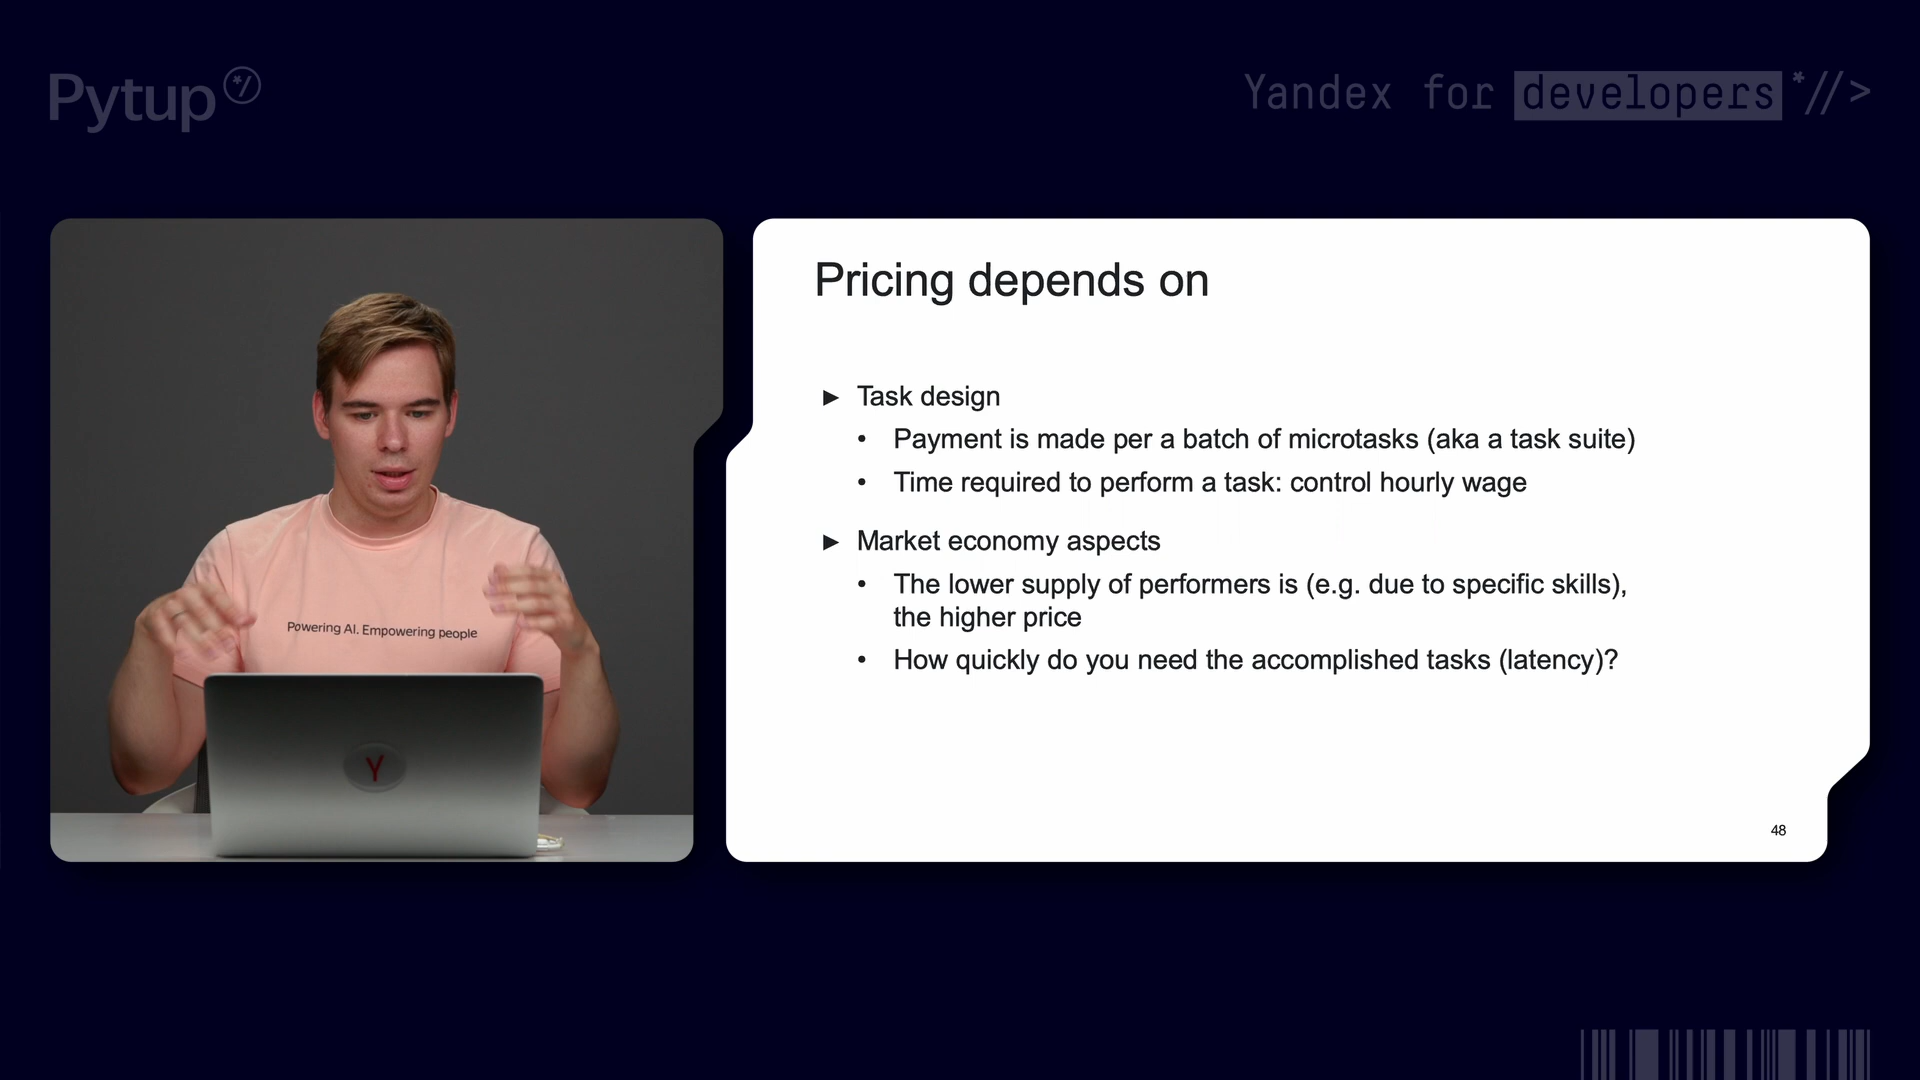 Pytup */
Yandex for developers *//>
Pricing depends on
► Task design
• Payment is made per a batch of microtasks (aka a task suite)
• Time required to perform a task: control hourly wage
► Market economy aspects
• The lower supply of performers is (e.g. due to specific skills),
the higher price
• How quickly do you need the accomplished tasks (latency)?
48
Powering AI. Empowering people
Y